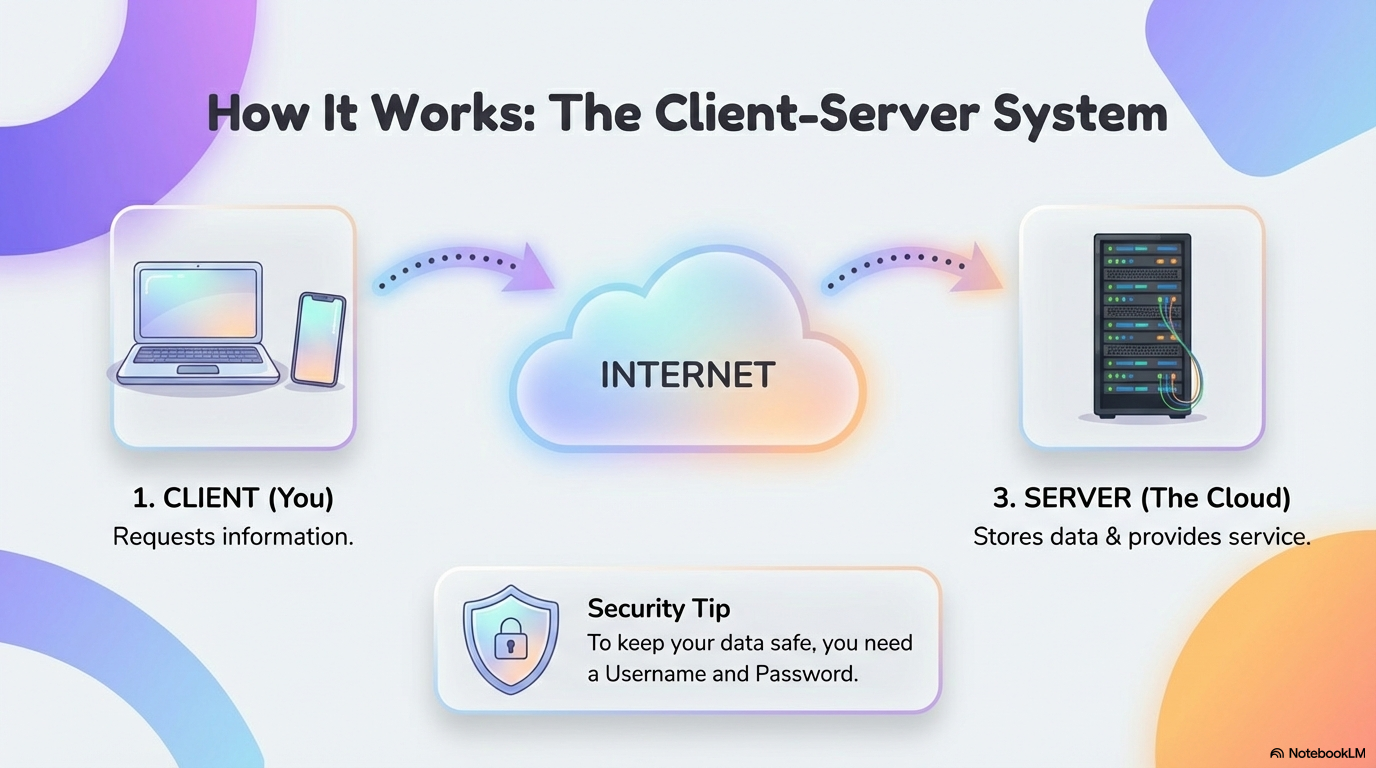 How It Works: The Client-Server System
INTERNET
1. CLIENT (You)
Requests information.
3. SERVER (The Cloud)
Stores data & provides service.
Security Tip
To keep your data safe, you need
a Username and Password.
NotebookLM